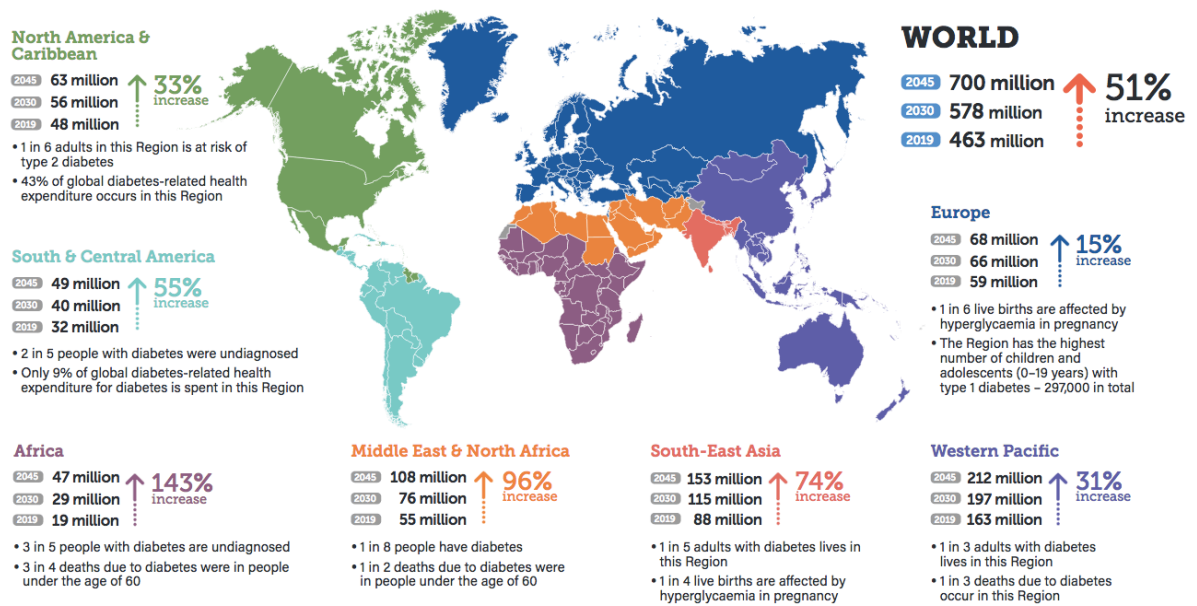 North America &
Caribbean
2045 63 million
2030 56 million
2019 48 million
33%
increase
• 1 in 6 adults in this Region is at risk of
type 2 diabetes
• 43% of global diabetes-related health
expenditure occurs in this Region
South & Central America
2045 49 million
2030 40 million
2019 32 million
55%
increase
• 2 in 5 people with diabetes were undiagnosed
• Only 9% of global diabetes-related health
expenditure for diabetes is spent in this Region
WORLD
2045 700 million
2030 578 million
2019 463 million
51%
increase
Europe
2045 68 million
2030 66 million
2019 59 million
15%
increase
• 1 in 6 live births are affected by
hyperglycaemia in pregnancy
• The Region has the highest
number of children and
adolescents (0–19 years) with
type 1 diabetes – 297,000 in total
Africa
2045 47 million
2030 29 million
2019 19 million
143%
increase
• 3 in 5 people with diabetes are undiagnosed
• 3 in 4 deaths due to diabetes were in people
under the age of 60
Middle East & North Africa
2045 108 million
2030 76 million
2019 55 million
96%
increase
• 1 in 8 people have diabetes
• 1 in 2 deaths due to diabetes were
in people under the age of 60
South-East Asia
2045 153 million
2030 115 million
2019 88 million
74%
increase
• 1 in 5 adults with diabetes lives in
this Region
• 1 in 4 live births are affected by
hyperglycaemia in pregnancy
Western Pacific
2045 212 million
2030 197 million
2019 163 million
31%
increase
• 1 in 3 adults with diabetes
lives in this Region
• 1 in 3 deaths due to diabetes
occur in this Region